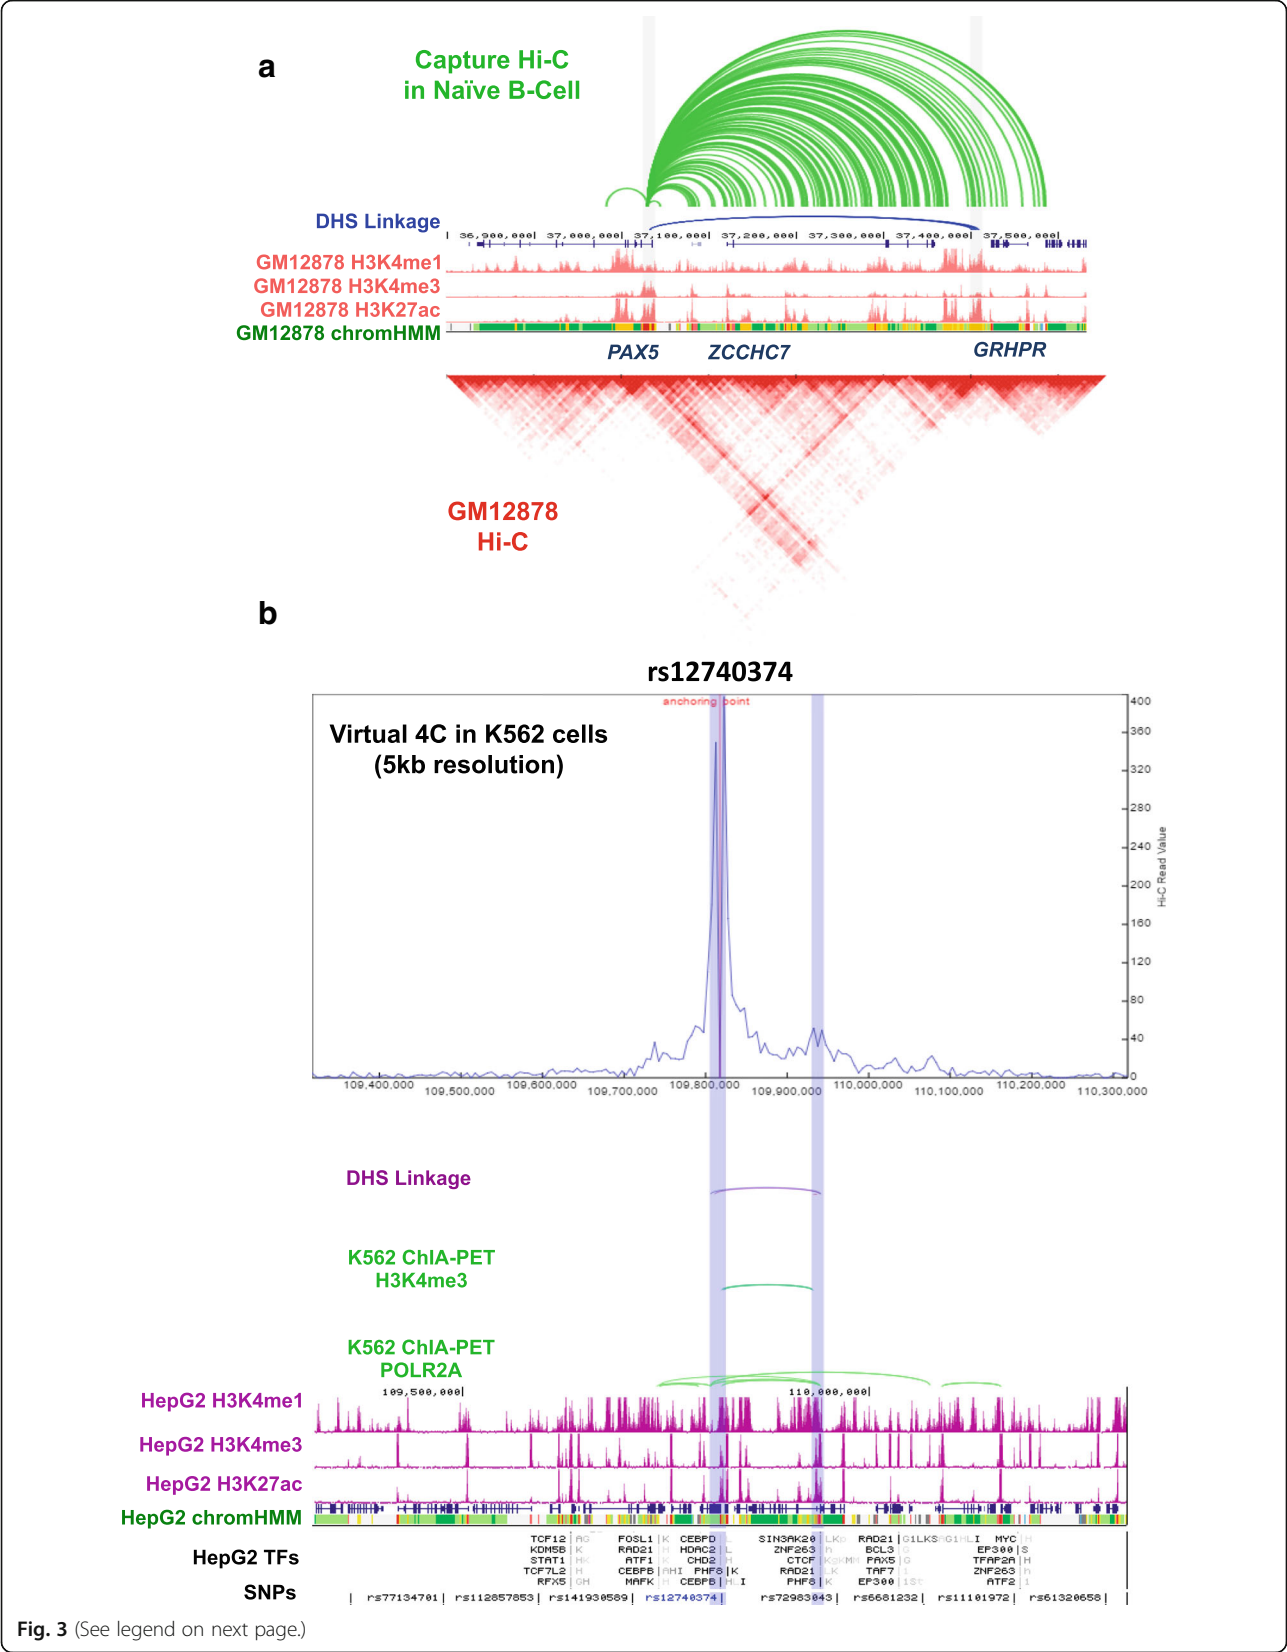 a
Capture Hi-C
in Naïve B-Cell
DHS Linkage
36,900,000| 37,000,000| 37,100,000| 37,200,000| 37,300,000| 37,400,000| 37,500,000|
GM12878 H3K4me1
GM12878 H3K4me3
GM12878 H3K27ac
GM12878 chromHMM
PAX5 ZCCHC7 GRHPR
GM12878
Hi-C
b
rs12740374
anchoring point
Virtual 4C in K562 cells
(5kb resolution)
400
360
320
280
240
200
160
120
80
40
0
Hi-C Read Value
109,400,000 109,600,000 109,800,000 110,000,000 110,200,000
109,500,000 109,700,000 109,900,000 110,100,000 110,300,000
DHS Linkage
K562 ChIA-PET
H3K4me3
K562 ChIA-PET
POLR2A
109,500,000| 110,000,000|
HepG2 H3K4me1
HepG2 H3K4me3
HepG2 H3K27ac
HepG2 chromHMM
HepG2 TFs
TCF12 FOSL1 CEBPD SIN3AK20 RAD21 MYC
KDM5B RAD21 HDAC2 ZNF263 BCL3 EP300
STAT1 ATF1 CHD2 CTCF PAX5 TFAP2A
TCF7L2 CEBPB PHF8 RAD21 TAF7 ZNF263
RFX5 MAFK CEBPB PHF8 EP300 ATF2
SNPs
rs77134701| rs112857853| rs141930589| rs12740374| rs72983043| rs6681232| rs11101972| rs61320658|
Fig. 3 (See legend on next page.)